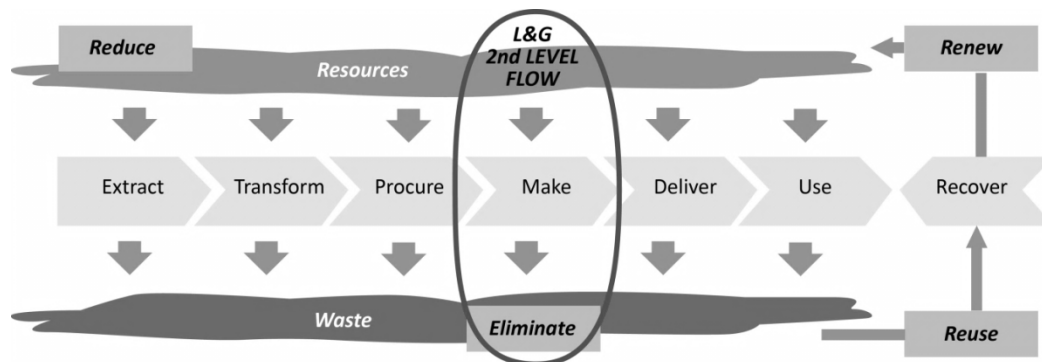 Reduce
L&G
2nd LEVEL
FLOW
Renew
Resources
Extract
Transform
Procure
Make
Deliver
Use
Recover
Waste
Eliminate
Reuse